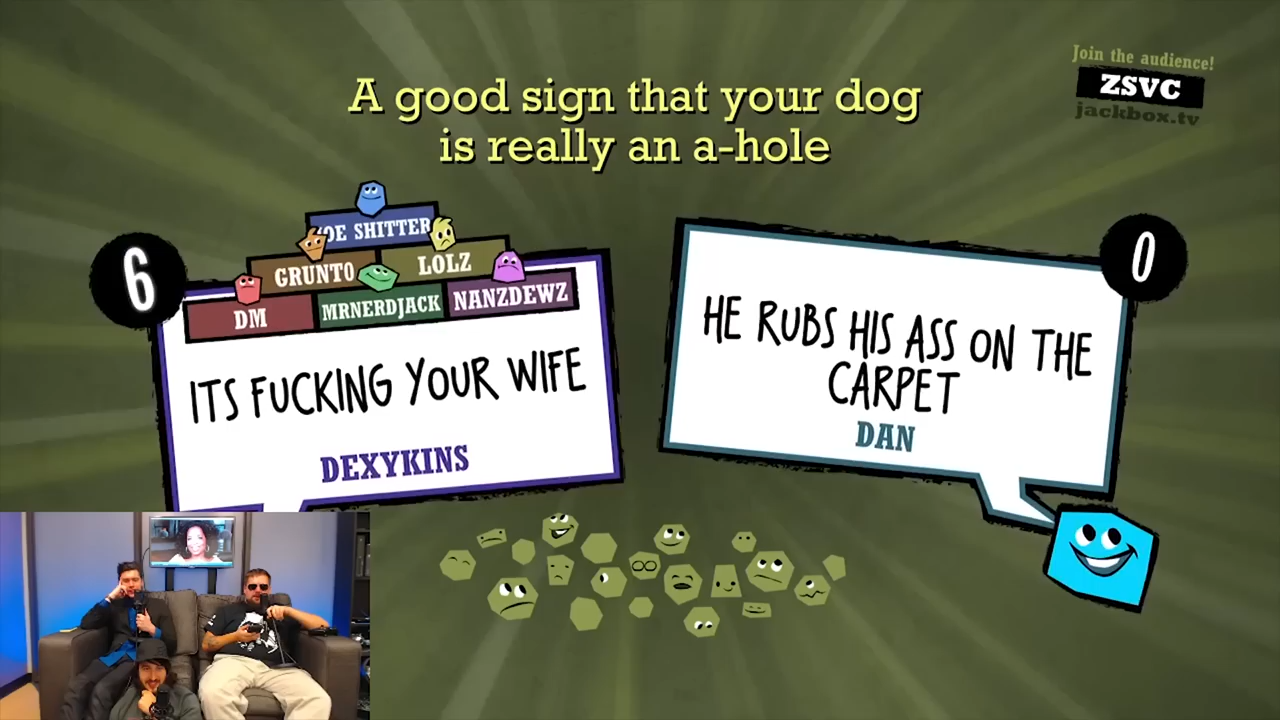 Join the audience!
ZSVC
jackbox.tv
A good sign that your dog
is really an a-hole
6
JOE SHITTER
GRUNTO
LOLZ
DM
MRNERDJACK
NANZDEWZ
ITS FUCKING YOUR WIFE
DEXYKINS
0
HE RUBS HIS ASS ON THE
CARPET
DAN